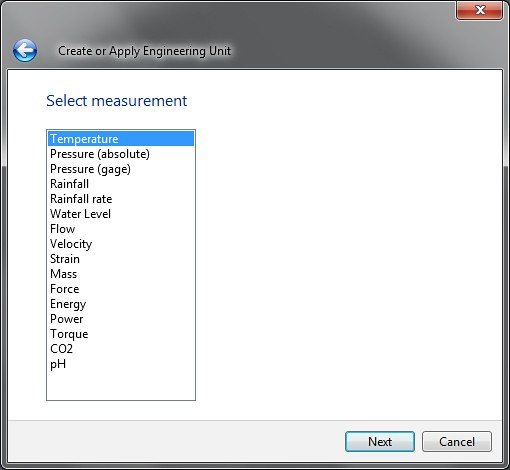 Create or Apply Engineering Unit
Select measurement
Temperature
Pressure (absolute)
Pressure (gage)
Rainfall
Rainfall rate
Water Level
Flow
Velocity
Strain
Mass
Force
Energy
Power
Torque
CO2
pH
Next
Cancel